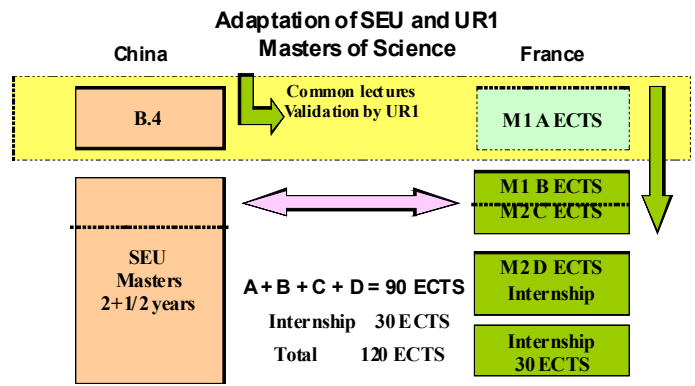 Adaptation of SEU and UR1
Masters of Science
China
France
B.4
Common lectures
Validation by UR1
M1 A ECTS
M1 B ECTS
M2 C ECTS
SEU
Masters
2+1/2 years
A + B + C + D = 90 ECTS
Internship 30 ECTS
Total 120 ECTS
M2 D ECTS
Internship
Internship
30 ECTS